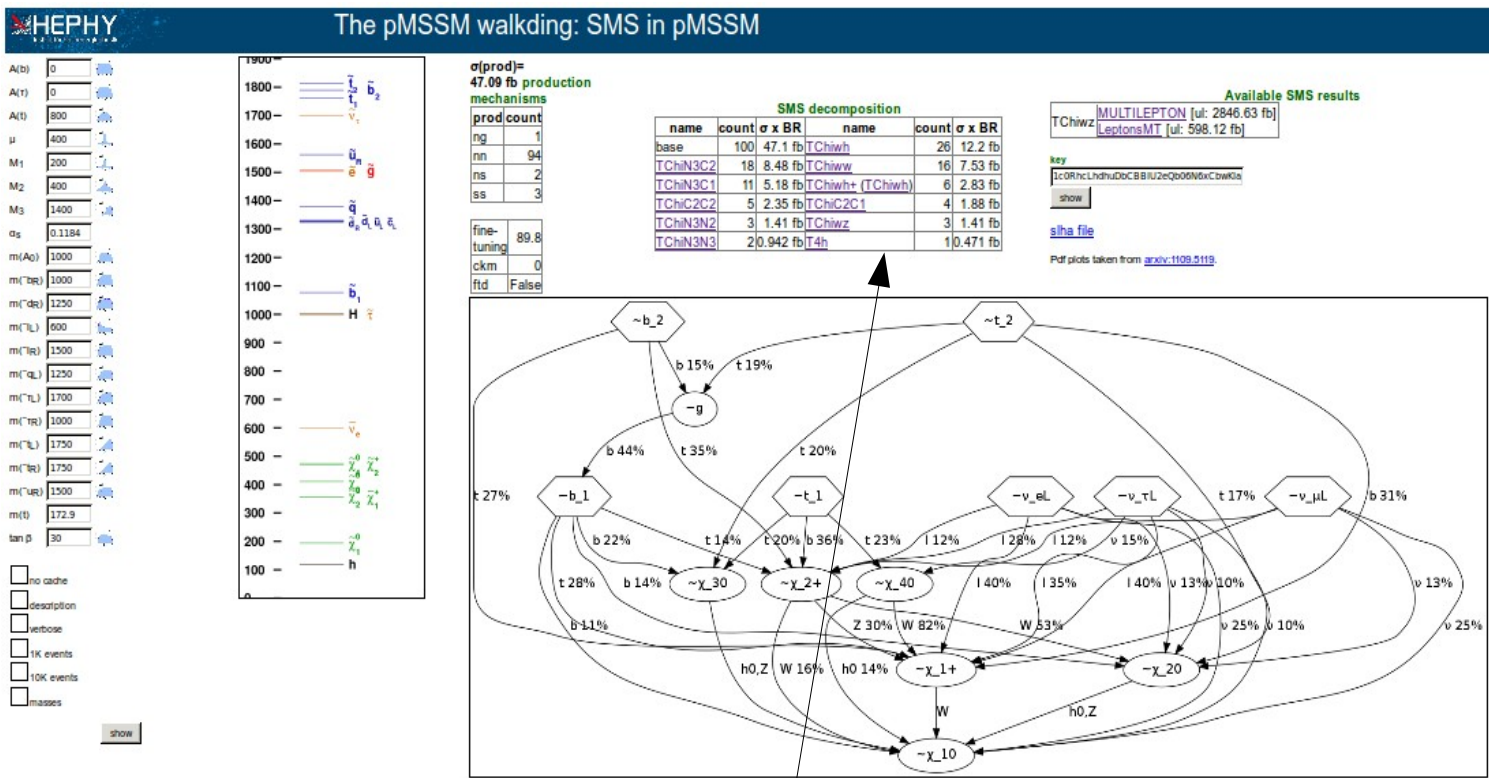 HEPHY
The pMSSM walkding: SMS in pMSSM
A(b) 0
A(τ) 0
A(t) 800
μ 400
M1 200
M2 400
M3 1400
αs 0.1184
m(A0) 1000
m(~bR) 1000
m(~dR) 1250
m(~lL) 600
m(~lR) 1500
m(~qL) 1250
m(~τL) 1700
m(~τR) 1000
m(~tL) 1750
m(~tR) 1750
m(~uR) 1500
m(t) 172.9
tan β 30
no cache
description
verbose
1K events
10K events
masses
show
1900
1800
1700
1600
1500
1400
1300
1200
1100
1000
900
800
700
600
500
400
300
200
100
0
t̃2 b̃2
t̃1
ũR
ẽ g̃
q̃
b̃1
H τ̃
h
σ(prod)=
47.09 fb production
mechanisms
prod count
ng 1
nn 94
ns 2
ss 3
fine-
tuning 89.8
ckm 0
ftd False
SMS decomposition
name count σ x BR name count σ x BR
base 100 47.1 fb TChiwh 26 12.2 fb
TChiN3C2 18 8.48 fb TChiww 16 7.53 fb
TChiN3C1 11 5.18 fb TChiwh+ (TChiwh) 6 2.83 fb
TChiC2C2 5 2.35 fb TChiC2C1 4 1.88 fb
TChiN3N2 3 1.41 fb TChiwz 3 1.41 fb
TChiN3N3 2 0.942 fb T4h 1 0.471 fb
Available SMS results
TChiwz MULTILEPTON [ul: 2846.63 fb]
LeptonsMT [ul: 598.12 fb]
key
show
slha file
Pdf plots taken from arxiv:1109.5119.
~b_2
~t_2
b 15%
t 19%
~g
b 44%
t 35%
t 20%
~b_1
~t_1
~ν_eL
~ν_τL
~ν_μL
t 27%
t 17%
b 31%
b 22%
t 14%
t 20%
b 36%
t 23%
l 12%
l 28%
l 12%
υ 15%
~χ_30
~χ_2+
~χ_40
t 28%
b 14%
l 40%
l 35%
l 40%
υ 13%
υ 10%
υ 13%
b 11%
Z 30%
W 82%
W 53%
υ 25%
υ 10%
υ 25%
~χ_1+
~χ_20
h0,Z
W 16%
h0 14%
W
h0,Z
~χ_10